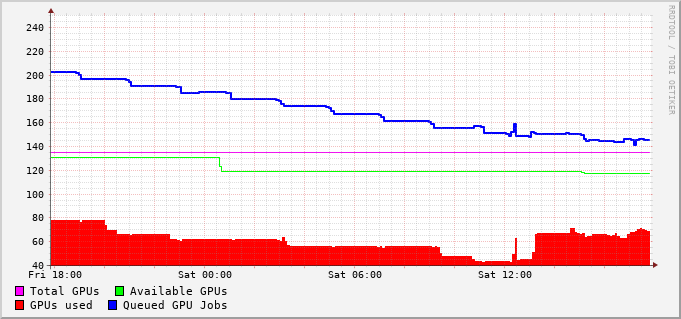 RRDTOOL / TOBI OETIKER
240
220
200
180
160
140
120
100
80
60
40
Fri 18:00 Sat 00:00 Sat 06:00 Sat 12:00
Total GPUs Available GPUs
GPUs used Queued GPU Jobs